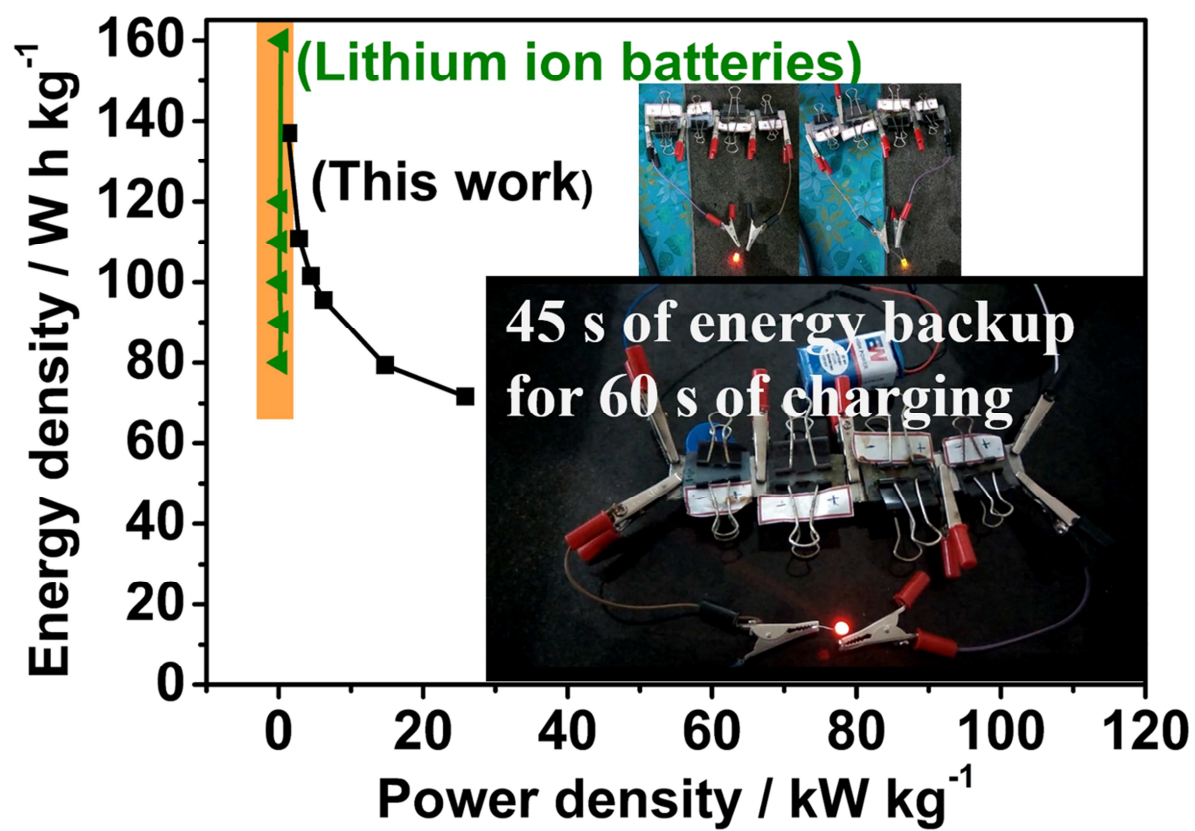 Energy density / W h kg⁻¹
160
140
120
100
80
60
40
20
0
(Lithium ion batteries)
(This work)
45 s of energy backup
for 60 s of charging
0 20 40 60 80 100 120
Power density / kW kg⁻¹